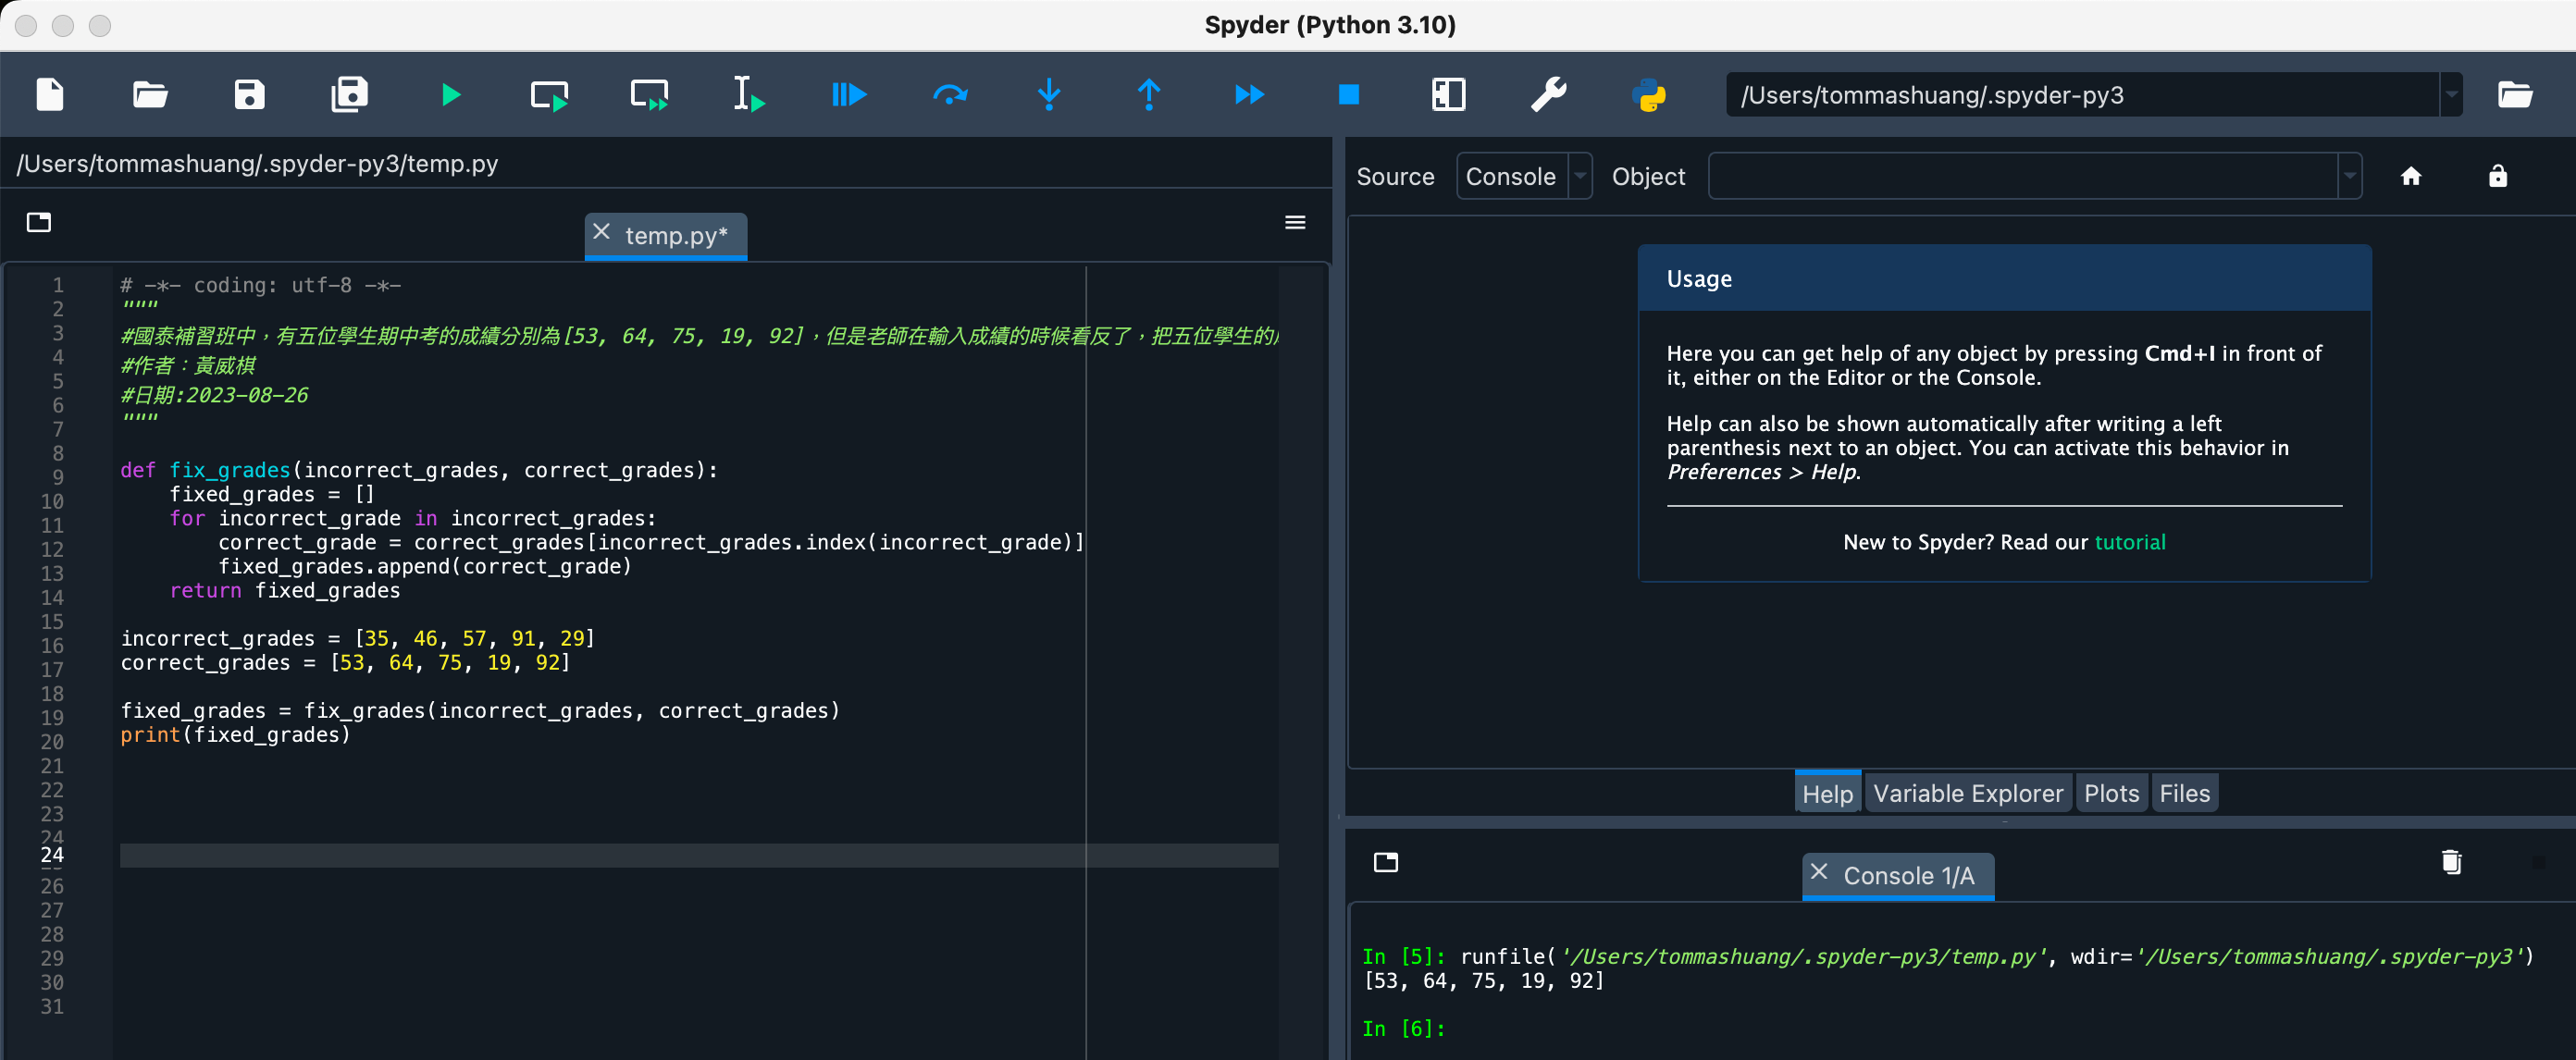 Spyder (Python 3.10)
/Users/tommashuang/.spyder-py3
/Users/tommashuang/.spyder-py3/temp.py
temp.py*
1 # -*- coding: utf-8 -*-
2 """
3 #國泰補習班中，有五位學生期中考的成績分別為[53, 64, 75, 19, 92]，但是老師在輸入成績的時候看反了，把五位學生的
4 #作者：黃威棋
5 #日期:2023-08-26
6 """
7
8
9 def fix_grades(incorrect_grades, correct_grades):
10 fixed_grades = []
11 for incorrect_grade in incorrect_grades:
12 correct_grade = correct_grades[incorrect_grades.index(incorrect_grade)]
13 fixed_grades.append(correct_grade)
14 return fixed_grades
15
16 incorrect_grades = [35, 46, 57, 91, 29]
17 correct_grades = [53, 64, 75, 19, 92]
18
19 fixed_grades = fix_grades(incorrect_grades, correct_grades)
20 print(fixed_grades)
21
22
23
24
24
26
27
28
29
30
31
Source Console Object
Usage
Here you can get help of any object by pressing Cmd+I in front of
it, either on the Editor or the Console.
Help can also be shown automatically after writing a left
parenthesis next to an object. You can activate this behavior in
Preferences > Help.
New to Spyder? Read our tutorial
Help Variable Explorer Plots Files
Console 1/A
In [5]: runfile('/Users/tommashuang/.spyder-py3/temp.py', wdir='/Users/tommashuang/.spyder-py3')
[53, 64, 75, 19, 92]
In [6]: